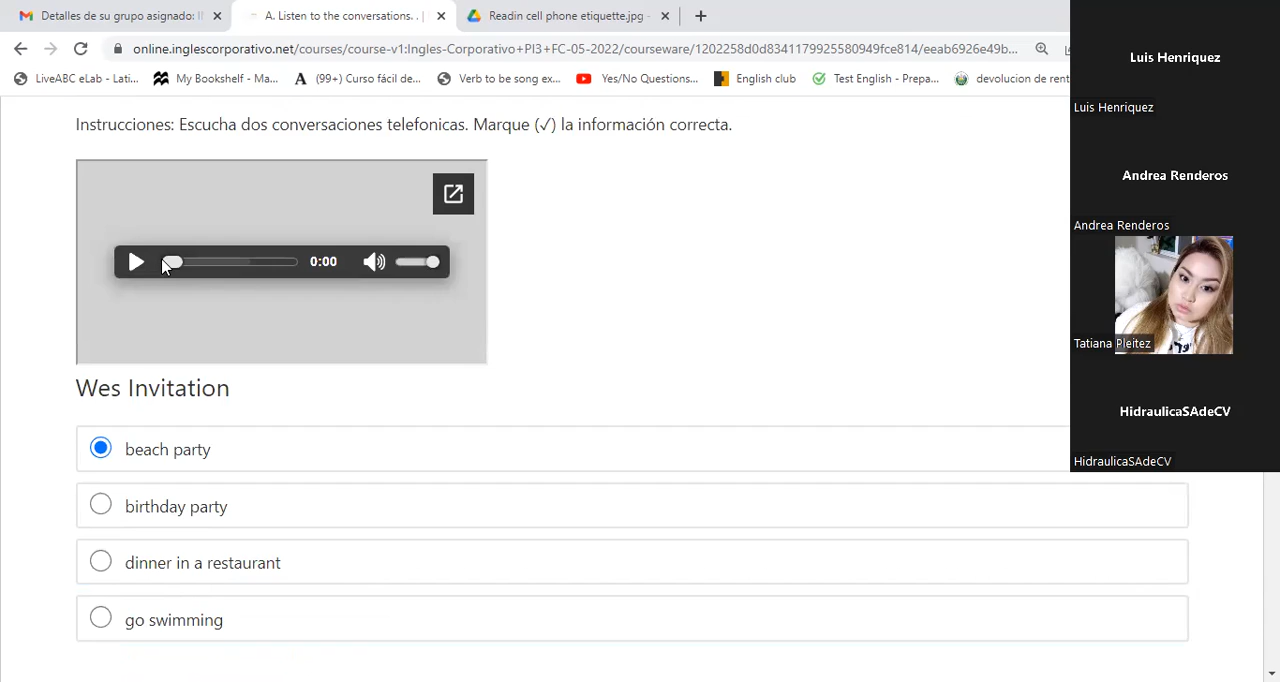 Detalles de su grupo asignado: I
A. Listen to the conversations. . |
Readin cell phone etiquette.jpg -
online.inglescorporativo.net/courses/course-v1:Ingles-Corporativo+PI3+FC-05-2022/courseware/1202258d0d8341179925580949fce814/eeab6926e49b...
LiveABC eLab - Lati...
My Bookshelf - Ma...
(99+) Curso fácil de...
Verb to be song ex...
Yes/No Questions...
English club
Test English - Prepa...
devolucion de rent
Instrucciones: Escucha dos conversaciones telefonicas. Marque (✓) la información correcta.
0:00
Wes Invitation
beach party
birthday party
dinner in a restaurant
go swimming
Luis Henriquez
Luis Henriquez
Andrea Renderos
Andrea Renderos
Tatiana Pleitez
HidraulicaSAdeCV
HidraulicaSAdeCV